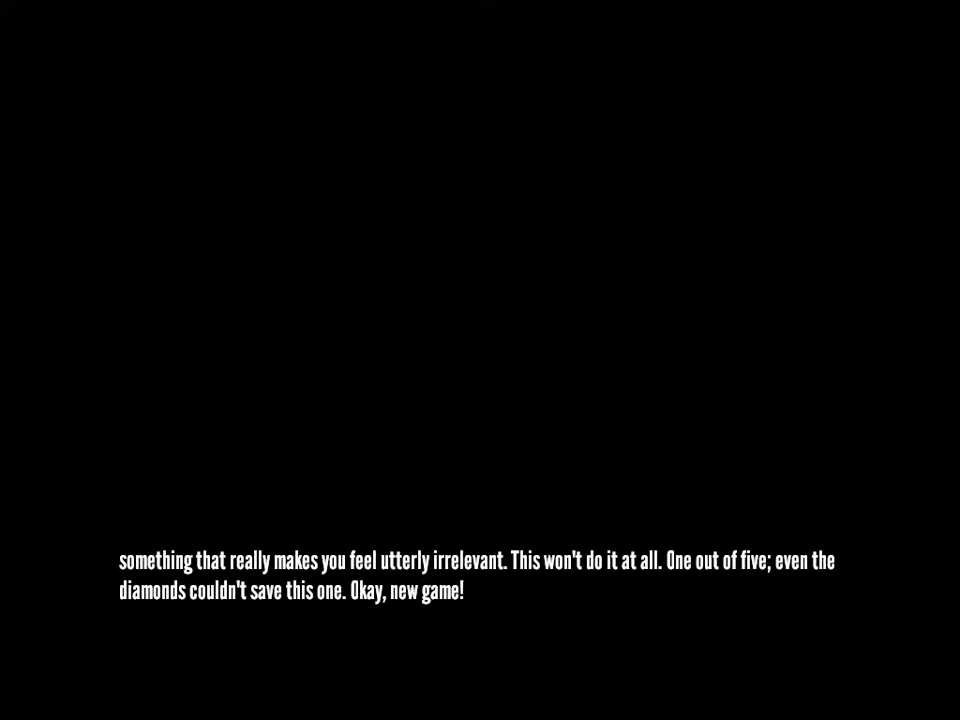 something that really makes you feel utterly irrelevant. This won't do it at all. One out of five; even the
diamonds couldn't save this one. Okay, new game!